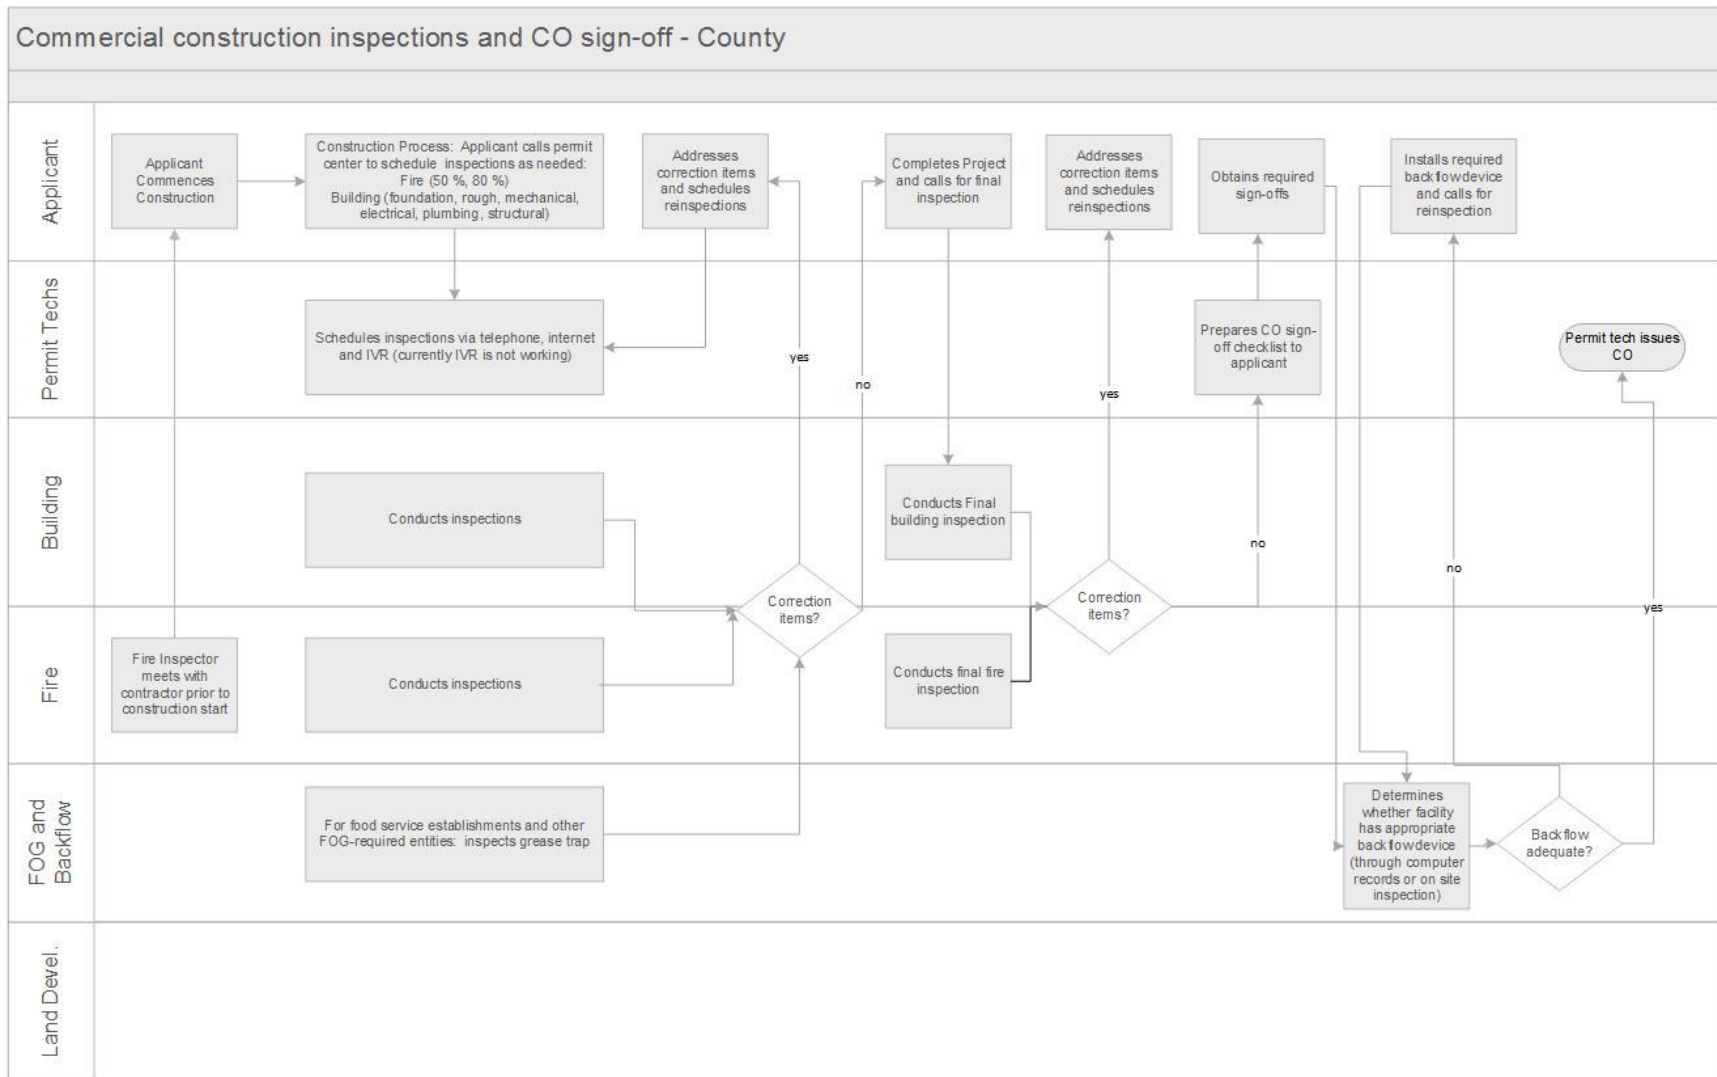 Commercial construction inspections and CO sign-off - County
Applicant
Applicant
Commences
Construction
Construction Process: Applicant calls permit
center to schedule inspections as needed:
Fire (50 %, 80 %)
Building (foundation, rough, mechanical,
electrical, plumbing, structural)
Addresses
correction items
and schedules
reinspections
Completes Project
and calls for final
inspection
Addresses
correction items
and schedules
reinspections
Obtains required
sign-offs
Installs required
backflow device
and calls for
reinspection
Permit Techs
Schedules inspections via telephone, internet
and IVR (currently IVR is not working)
yes
no
yes
Prepares CO sign-
off checklist to
applicant
Permit tech issues
CO
Building
Conducts inspections
Conducts Final
building inspection
no
no
Correction
items?
Correction
items?
yes
Fire
Fire Inspector
meets with
contractor prior to
construction start
Conducts inspections
Conducts final fire
inspection
FOG and
Backflow
For food service establishments and other
FOG-required entities: inspects grease trap
Determines
whether facility
has appropriate
backflow device
(through computer
records or on site
inspection)
Backflow
adequate?
Land Devel.